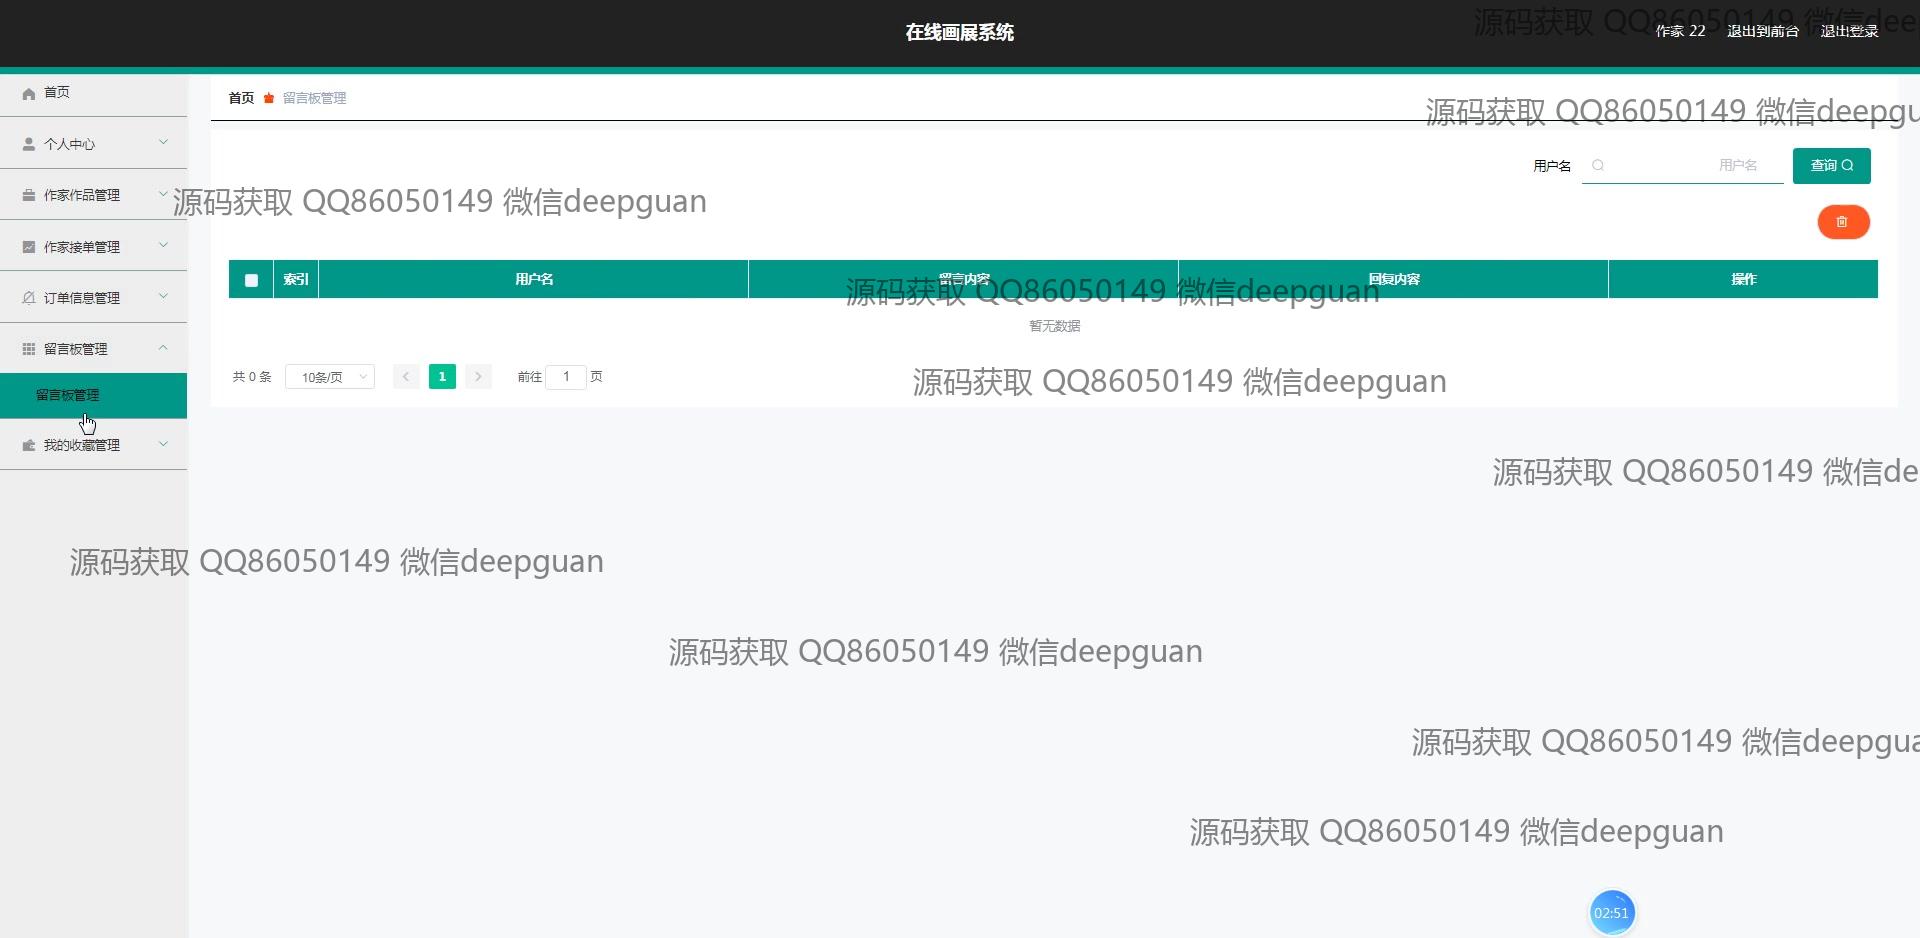 在线画展系统
作家 22 退出到前台 退出登录
源码获取 QQ86050149 微信dee
首页
个人中心
作家作品管理
作家接单管理
订单信息管理
留言板管理
留言板管理
我的收藏管理
首页 留言板管理
源码获取 QQ86050149 微信deepgu
用户名 用户名 查询
源码获取 QQ86050149 微信deepguan
索引 用户名 留言内容 回复内容 操作
源码获取 QQ86050149 微信deepguan
暂无数据
共 0 条 10条/页 1 前往 1 页
源码获取 QQ86050149 微信deepguan
源码获取 QQ86050149 微信de
源码获取 QQ86050149 微信deepguan
源码获取 QQ86050149 微信deepguan
源码获取 QQ86050149 微信deepgua
源码获取 QQ86050149 微信deepguan
02:51